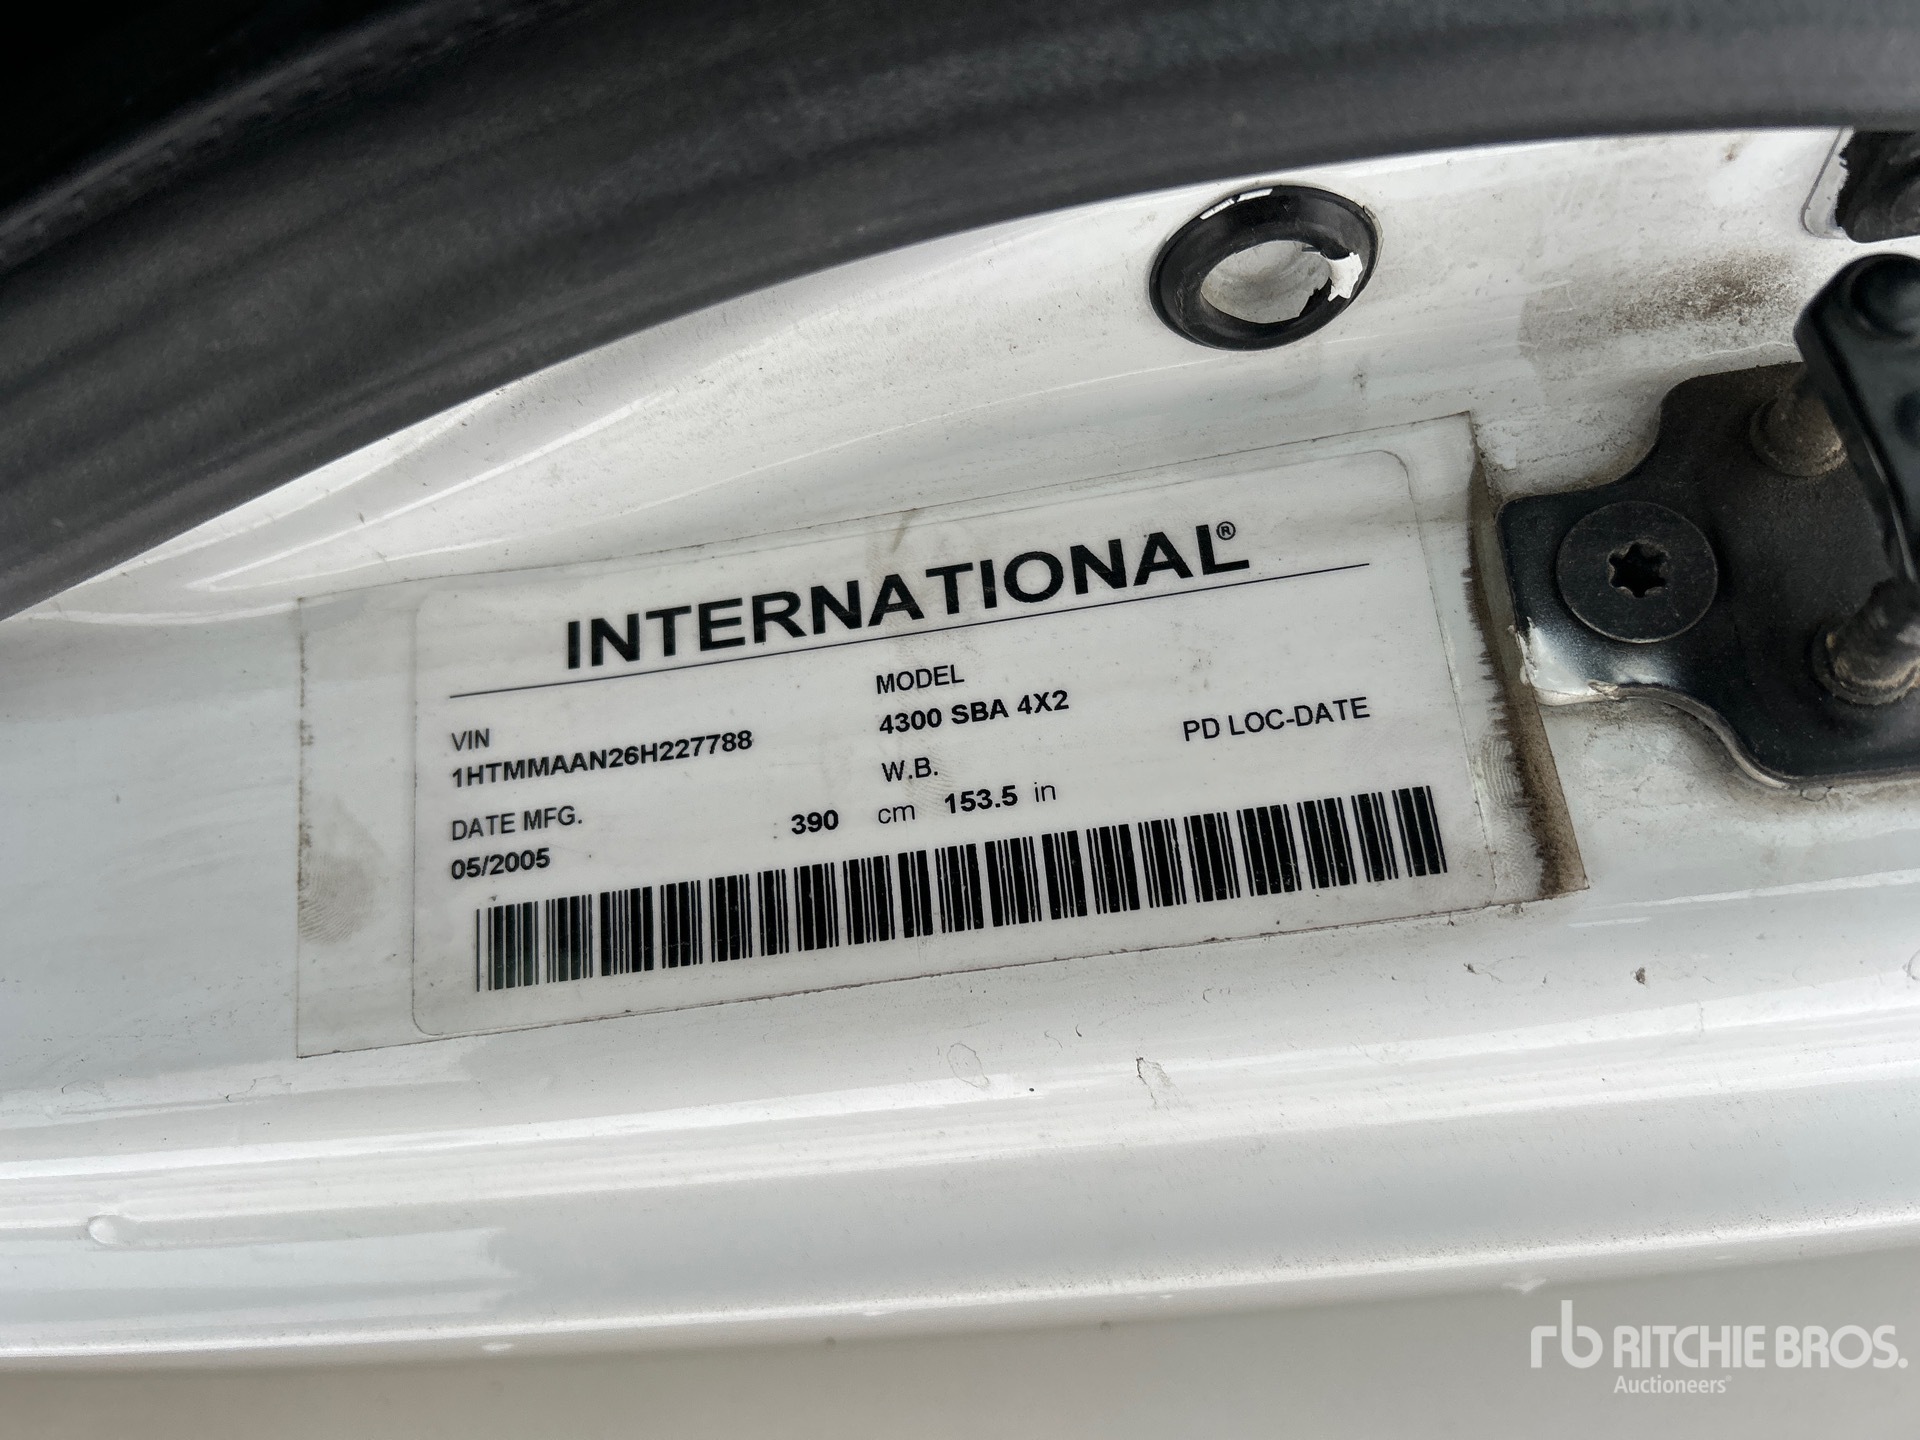 INTERNATIONAL®
VIN
1HTMMAAN26H227788
MODEL
4300 SBA 4X2
DATE MFG.
05/2005
W.B.
390 cm 153.5 in
PD LOC-DATE
rb RITCHIE BROS.
Auctioneers